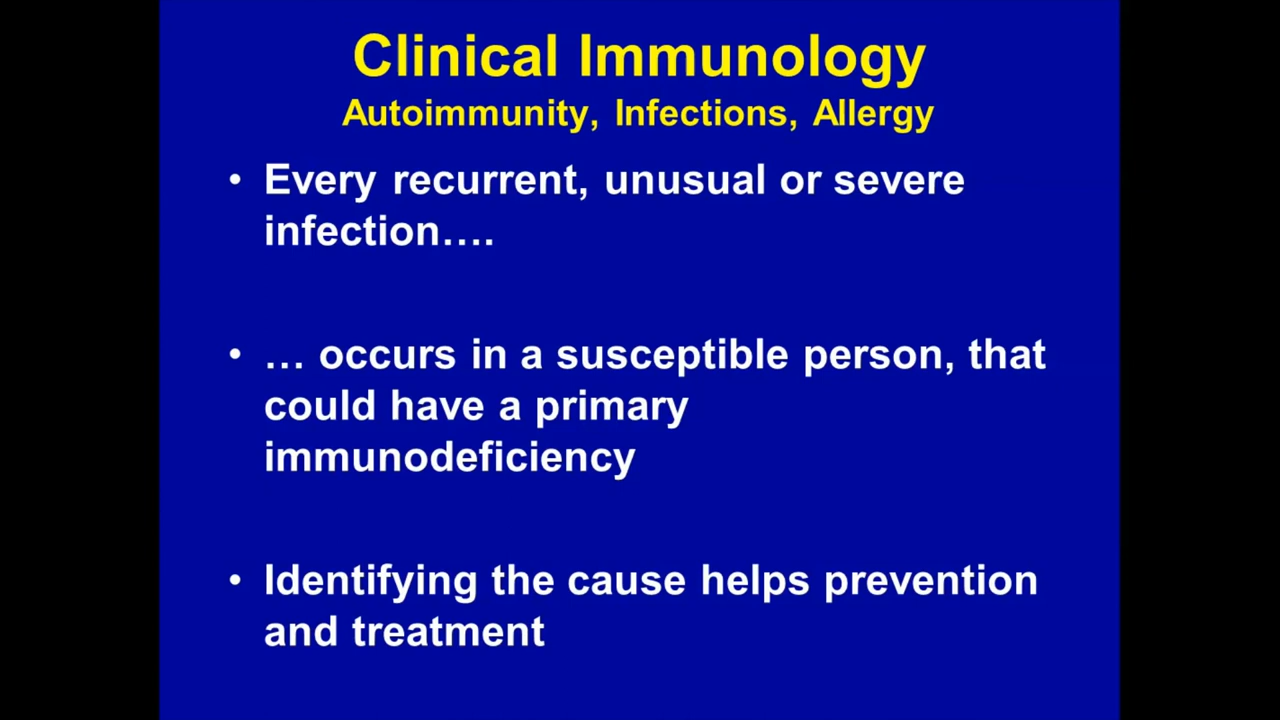 Clinical Immunology
Autoimmunity, Infections, Allergy
• Every recurrent, unusual or severe
infection….
• … occurs in a susceptible person, that
could have a primary
immunodeficiency
• Identifying the cause helps prevention
and treatment